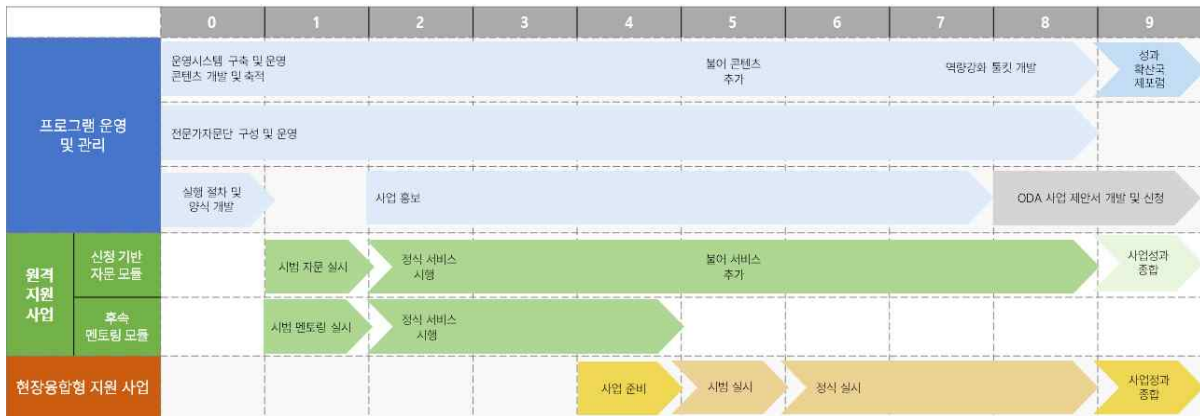 0 1 2 3 4 5 6 7 8 9
프로그램 운영
및 관리
운영시스템 구축 및 운영
콘텐츠 개발 및 축적
불어 콘텐츠
추가
역량강화 툴킷 개발
성과
확산국
제포럼
전문가자문단 구성 및 운영
실행 절차 및
양식 개발
사업 홍보
ODA 사업 제안서 개발 및 신청
원격
지원
사업
신청 기반
자문 모듈
시범 자문 실시
정식 서비스
시행
불어 서비스
추가
사업성과
종합
후속
멘토링 모듈
시범 멘토링 실시
정식 서비스
시행
현장융합형 지원 사업
사업 준비
시범 실시
정식 실시
사업성과
종합